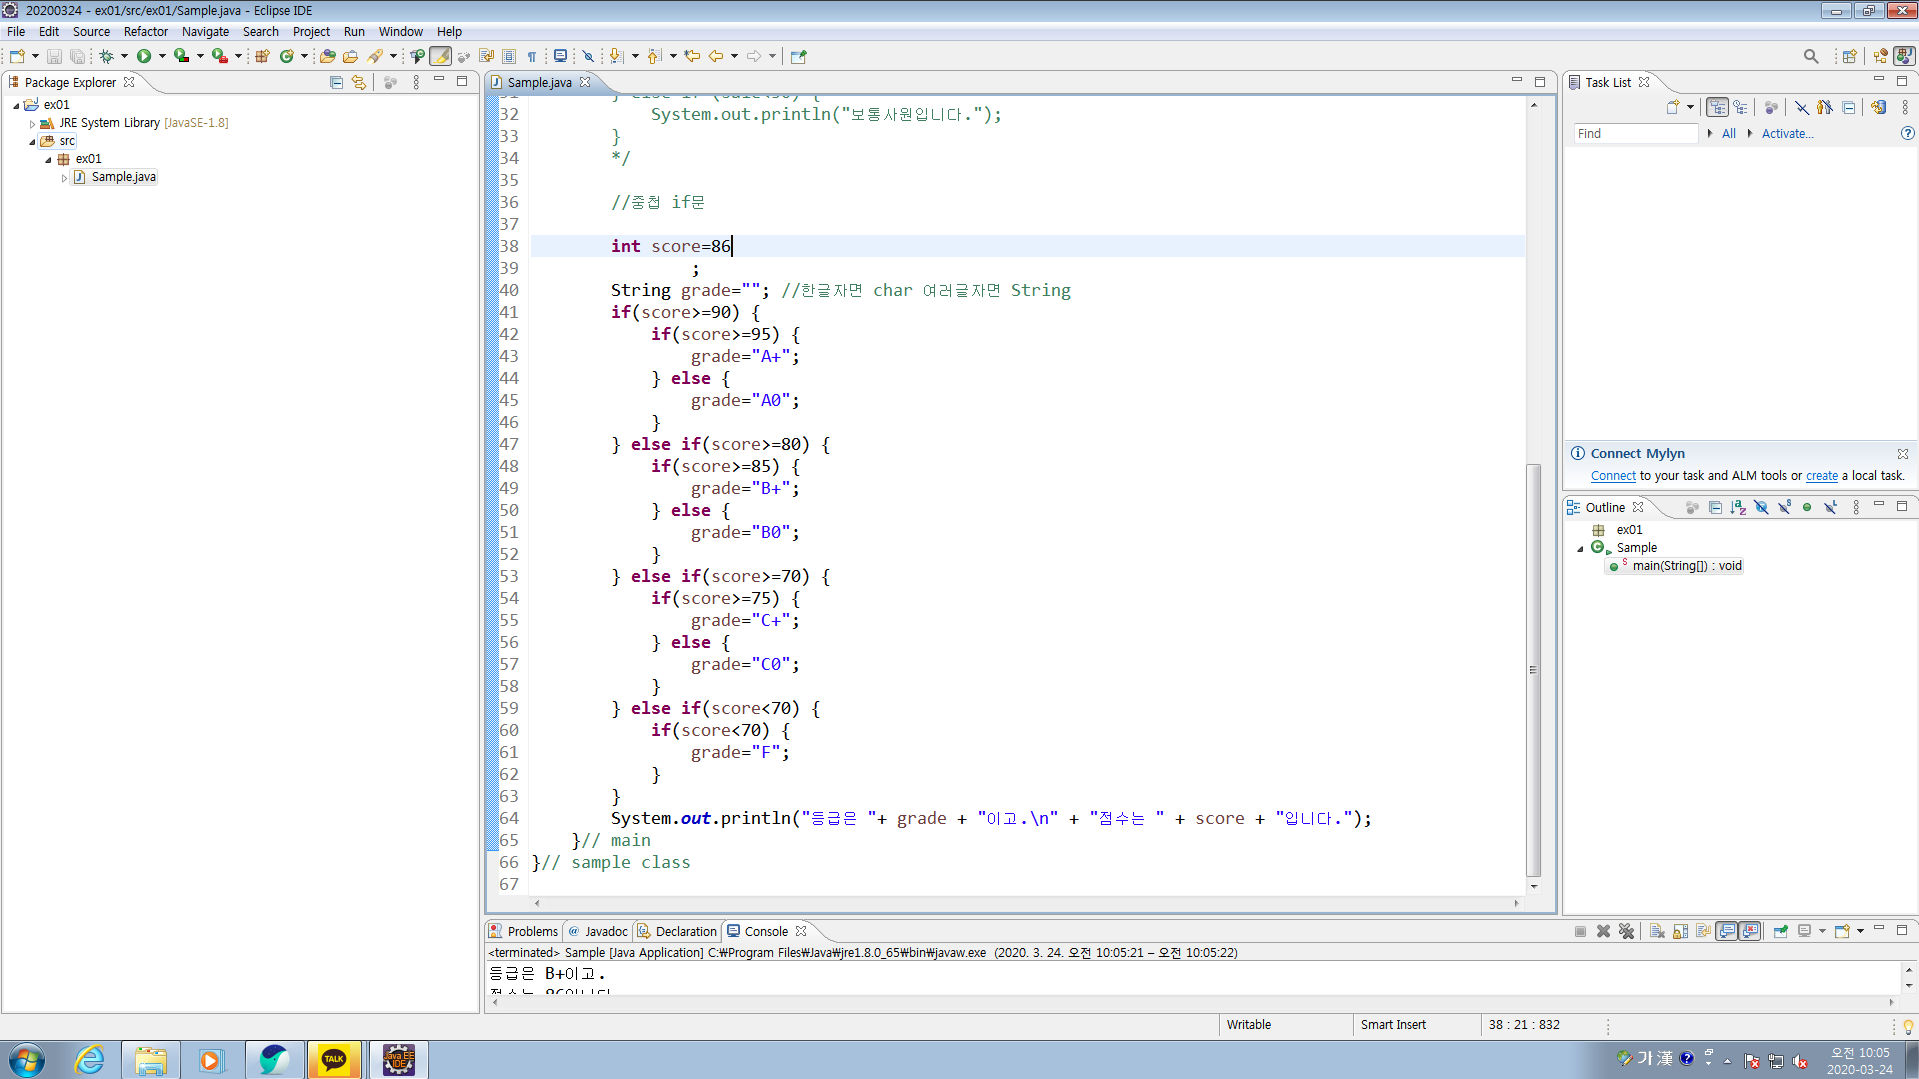 20200324 - ex01/src/ex01/Sample.java - Eclipse IDE
File Edit Source Refactor Navigate Search Project Run Window Help
Package Explorer
ex01
JRE System Library [JavaSE-1.8]
src
ex01
Sample.java
Sample.java
32 System.out.println("보통사원입니다.");
33 }
34 */
35
36 //중첩 if문
37
38 int score=86
39 ;
40 String grade=""; //한글자면 char 여러글자면 String
41 if(score>=90) {
42 if(score>=95) {
43 grade="A+";
44 } else {
45 grade="A0";
46 }
47 } else if(score>=80) {
48 if(score>=85) {
49 grade="B+";
50 } else {
51 grade="B0";
52 }
53 } else if(score>=70) {
54 if(score>=75) {
55 grade="C+";
56 } else {
57 grade="C0";
58 }
59 } else if(score<70) {
60 if(score<70) {
61 grade="F";
62 }
63 }
64 System.out.println("등급은 "+ grade + "이고.\n" + "점수는 " + score + "입니다.");
65 }// main
66 }// sample class
67
Task List
Find All Activate...
Connect Mylyn
Connect to your task and ALM tools or create a local task.
Outline
ex01
Sample
main(String[]) : void
Problems @ Javadoc Declaration Console
<terminated> Sample [Java Application] C:₩Program Files₩Java₩jre1.8.0_65₩bin₩javaw.exe (2020. 3. 24. 오전 10:05:21 – 오전 10:05:22)
등급은 B+이고.
Writable Smart Insert 38 : 21 : 832
TALK
Java EE
IDE
가 漢
오전 10:05
2020-03-24